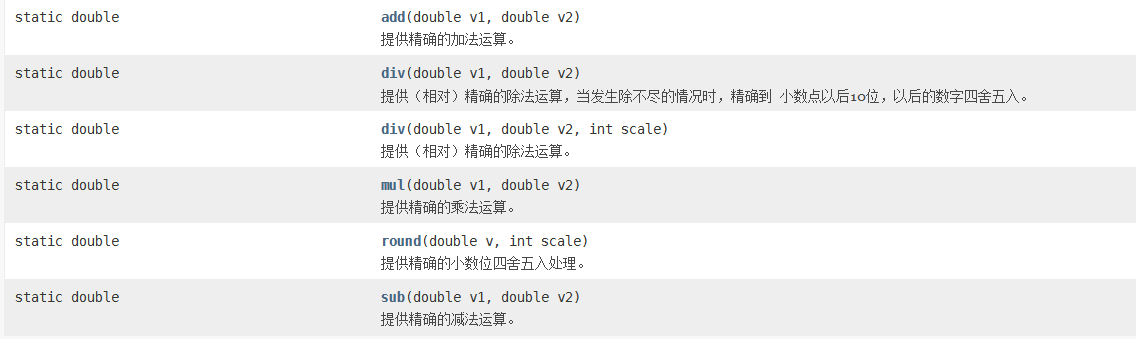 static double add(double v1, double v2)
提供精确的加法运算。
static double div(double v1, double v2)
提供（相对）精确的除法运算，当发生除不尽的情况时，精确到 小数点以后10位，以后的数字四舍五入。
static double div(double v1, double v2, int scale)
提供（相对）精确的除法运算。
static double mul(double v1, double v2)
提供精确的乘法运算。
static double round(double v, int scale)
提供精确的小数位四舍五入处理。
static double sub(double v1, double v2)
提供精确的减法运算。